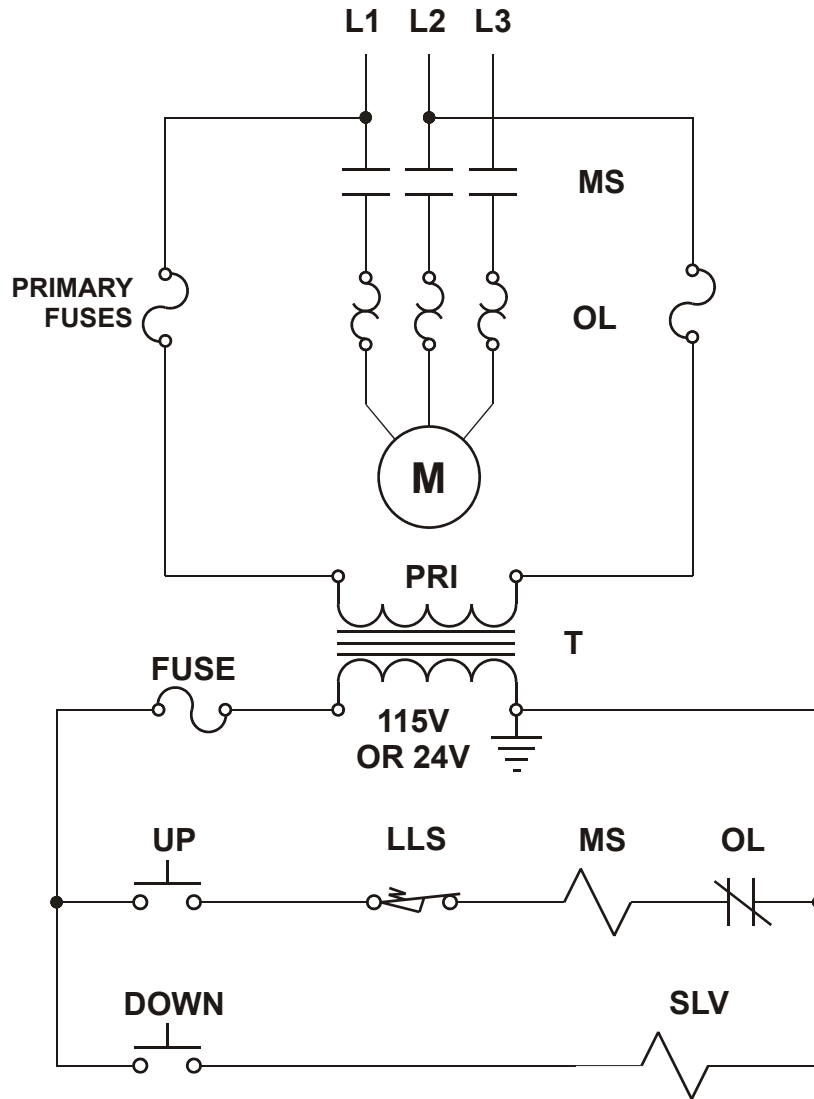 L1 L2 L3
MS
PRIMARY
FUSES
OL
M
PRI
T
FUSE
115V
OR 24V
UP LLS MS OL
DOWN SLV